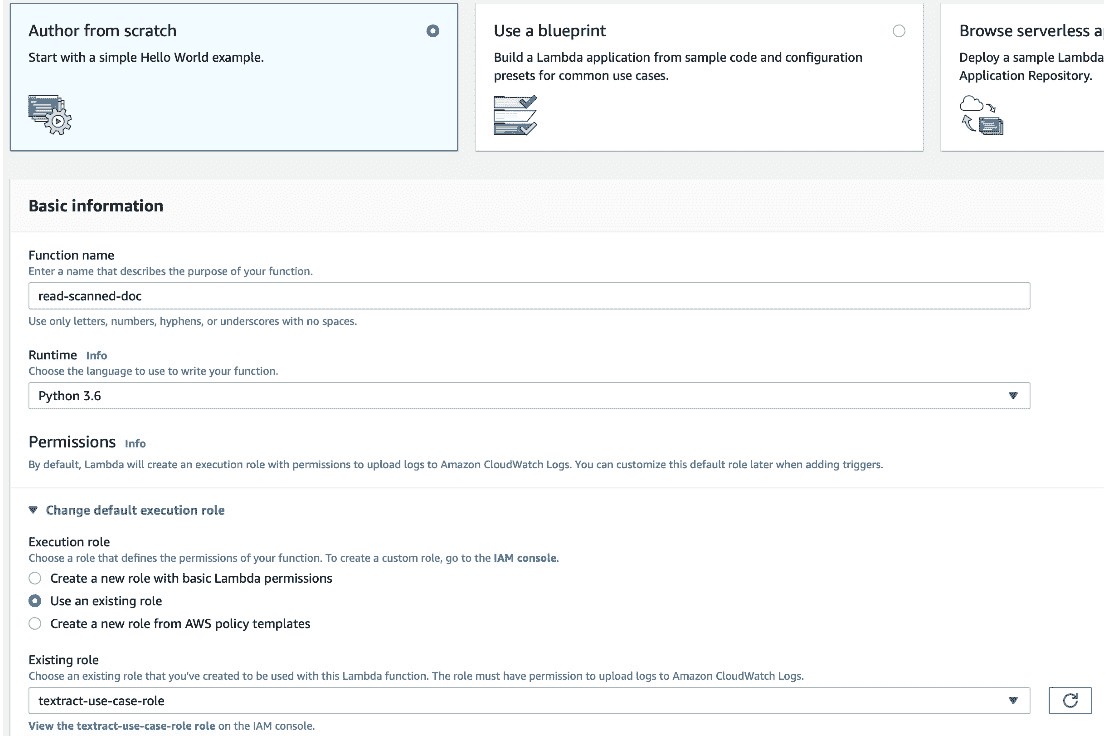 Author from scratch
Start with a simple Hello World example.
Use a blueprint
Build a Lambda application from sample code and configuration
presets for common use cases.
Browse serverless a
Deploy a sample Lambda
Application Repository.
Basic information
Function name
Enter a name that describes the purpose of your function.
read-scanned-doc
Use only letters, numbers, hyphens, or underscores with no spaces.
Runtime Info
Choose the language to use to write your function.
Python 3.6
Permissions Info
By default, Lambda will create an execution role with permissions to upload logs to Amazon CloudWatch Logs. You can customize this default role later when adding triggers.
Change default execution role
Execution role
Choose a role that defines the permissions of your function. To create a custom role, go to the IAM console.
Create a new role with basic Lambda permissions
Use an existing role
Create a new role from AWS policy templates
Existing role
Choose an existing role that you've created to be used with this Lambda function. The role must have permission to upload logs to Amazon CloudWatch Logs.
textract-use-case-role
View the textract-use-case-role role on the IAM console.